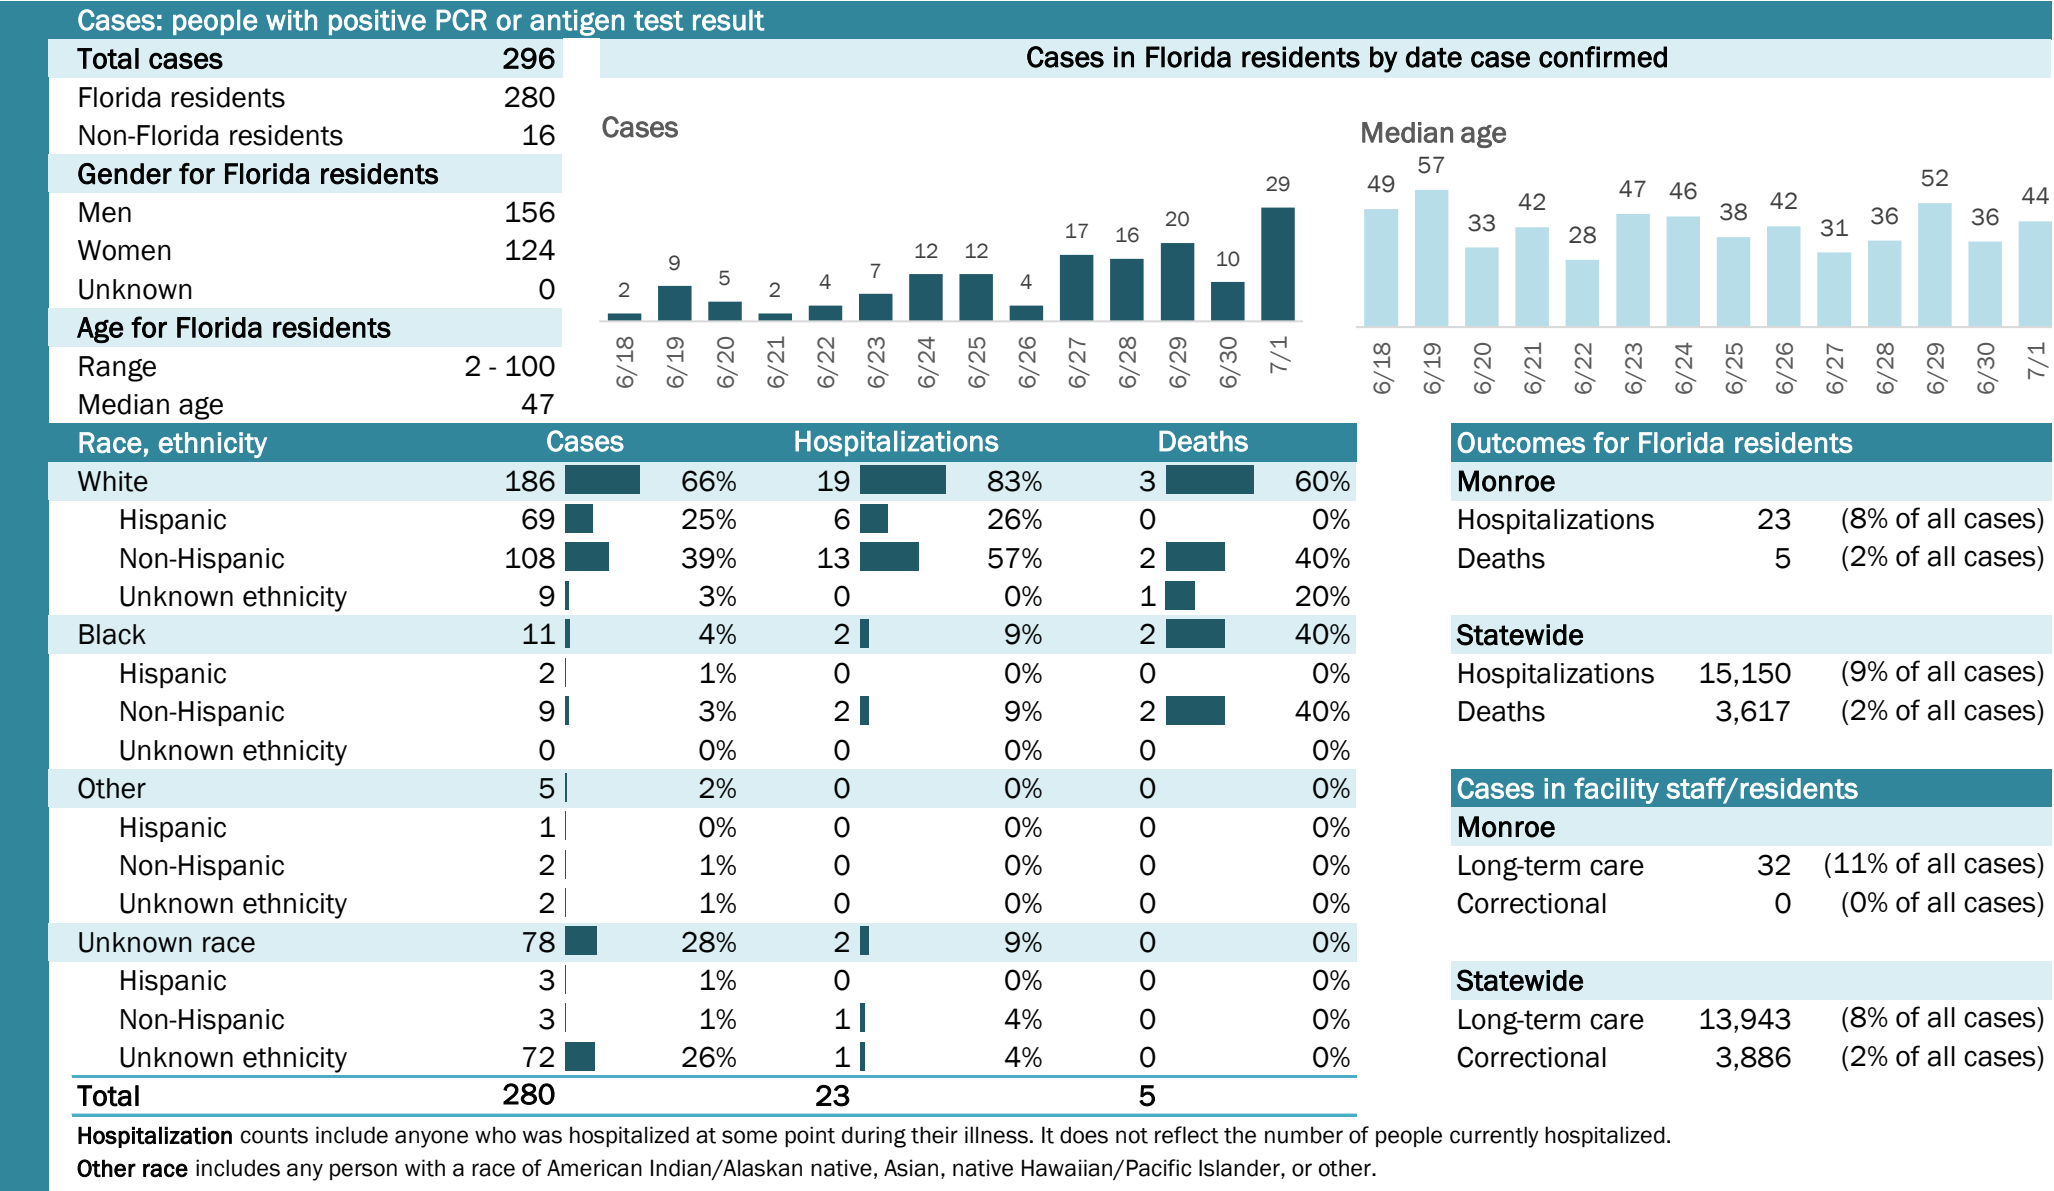 Cases: people with positive PCR or antigen test result
Total cases 296
Florida residents 280
Non-Florida residents 16
Gender for Florida residents
Men 156
Women 124
Unknown 0
Age for Florida residents
Range 2 - 100
Median age 47
Cases in Florida residents by date case confirmed
Cases
2 9 5 2 4 7 12 12 4 17 16 20 10 29
6/18 6/19 6/20 6/21 6/22 6/23 6/24 6/25 6/26 6/27 6/28 6/29 6/30 7/1
Median age
49 57 33 42 28 47 46 38 42 31 36 52 36 44
6/18 6/19 6/20 6/21 6/22 6/23 6/24 6/25 6/26 6/27 6/28 6/29 6/30 7/1
Race, ethnicity Cases Hospitalizations Deaths
White 186 66% 19 83% 3 60%
Hispanic 69 25% 6 26% 0 0%
Non-Hispanic 108 39% 13 57% 2 40%
Unknown ethnicity 9 3% 0 0% 1 20%
Black 11 4% 2 9% 2 40%
Hispanic 2 1% 0 0% 0 0%
Non-Hispanic 9 3% 2 9% 2 40%
Unknown ethnicity 0 0% 0 0% 0 0%
Other 5 2% 0 0% 0 0%
Hispanic 1 0% 0 0% 0 0%
Non-Hispanic 2 1% 0 0% 0 0%
Unknown ethnicity 2 1% 0 0% 0 0%
Unknown race 78 28% 2 9% 0 0%
Hispanic 3 1% 0 0% 0 0%
Non-Hispanic 3 1% 1 4% 0 0%
Unknown ethnicity 72 26% 1 4% 0 0%
Total 280 23 5
Outcomes for Florida residents
Monroe
Hospitalizations 23 (8% of all cases)
Deaths 5 (2% of all cases)
Statewide
Hospitalizations 15,150 (9% of all cases)
Deaths 3,617 (2% of all cases)
Cases in facility staff/residents
Monroe
Long-term care 32 (11% of all cases)
Correctional 0 (0% of all cases)
Statewide
Long-term care 13,943 (8% of all cases)
Correctional 3,886 (2% of all cases)
Hospitalization counts include anyone who was hospitalized at some point during their illness. It does not reflect the number of people currently hospitalized.
Other race includes any person with a race of American Indian/Alaskan native, Asian, native Hawaiian/Pacific Islander, or other.